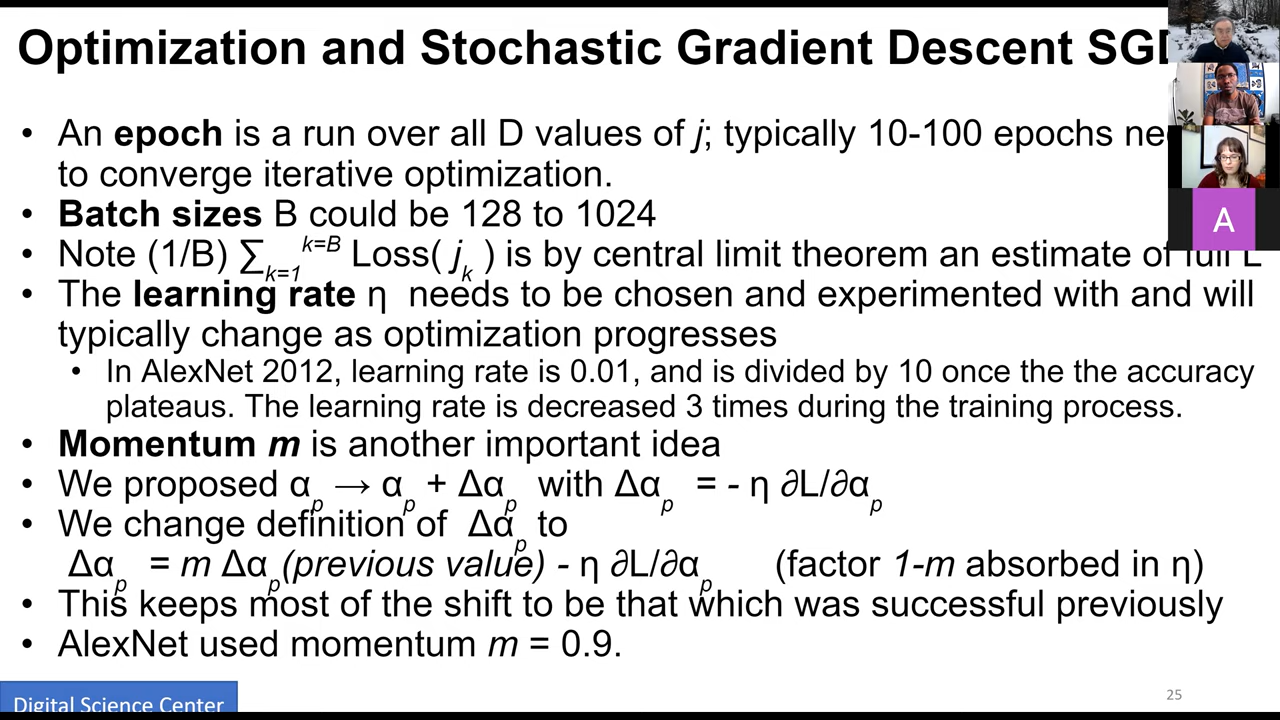 Optimization and Stochastic Gradient Descent
• An epoch is a run over all D values of j; typically 10-100 epochs
to converge iterative optimization.
• Batch sizes B could be 128 to 1024
• Note (1/B) ∑k=1 k=B Loss( jk ) is by central limit theorem an estimate of full L
• The learning rate η needs to be chosen and experimented with and will
typically change as optimization progresses
• In AlexNet 2012, learning rate is 0.01, and is divided by 10 once the the accuracy
plateaus. The learning rate is decreased 3 times during the training process.
• Momentum m is another important idea
• We proposed αp → αp + Δαp with Δαp = - η ∂L/∂αp
• We change definition of Δαp to
Δαp = m Δαp (previous value) - η ∂L/∂αp (factor 1-m absorbed in η)
• This keeps most of the shift to be that which was successful previously
• AlexNet used momentum m = 0.9.
Digital Science Center
25
A